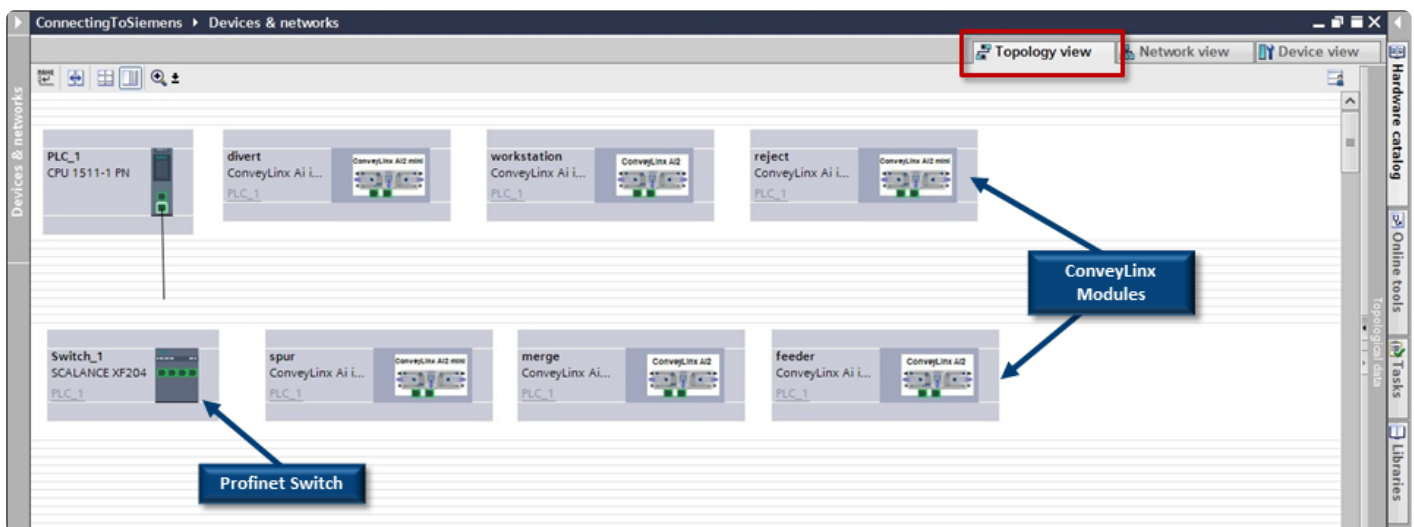 ConnectingToSiemens ▸ Devices & networks
Topology view
Network view
Device view
Devices & networks
PLC_1
CPU 1511-1 PN
divert
ConveyLinx Ai i...
PLC_1
ConveyLinx Ai2 mini
workstation
ConveyLinx Ai i...
PLC_1
ConveyLinx Ai2
reject
ConveyLinx Ai i...
PLC_1
ConveyLinx Ai2 mini
ConveyLinx
Modules
Switch_1
SCALANCE XF204
PLC_1
spur
ConveyLinx Ai i...
PLC_1
ConveyLinx Ai2 mini
merge
ConveyLinx Ai...
PLC_1
ConveyLinx Ai2
feeder
ConveyLinx Ai i...
PLC_1
ConveyLinx Ai2
Profinet Switch
Topological data
Hardware catalog
Online tools
Tasks
Libraries